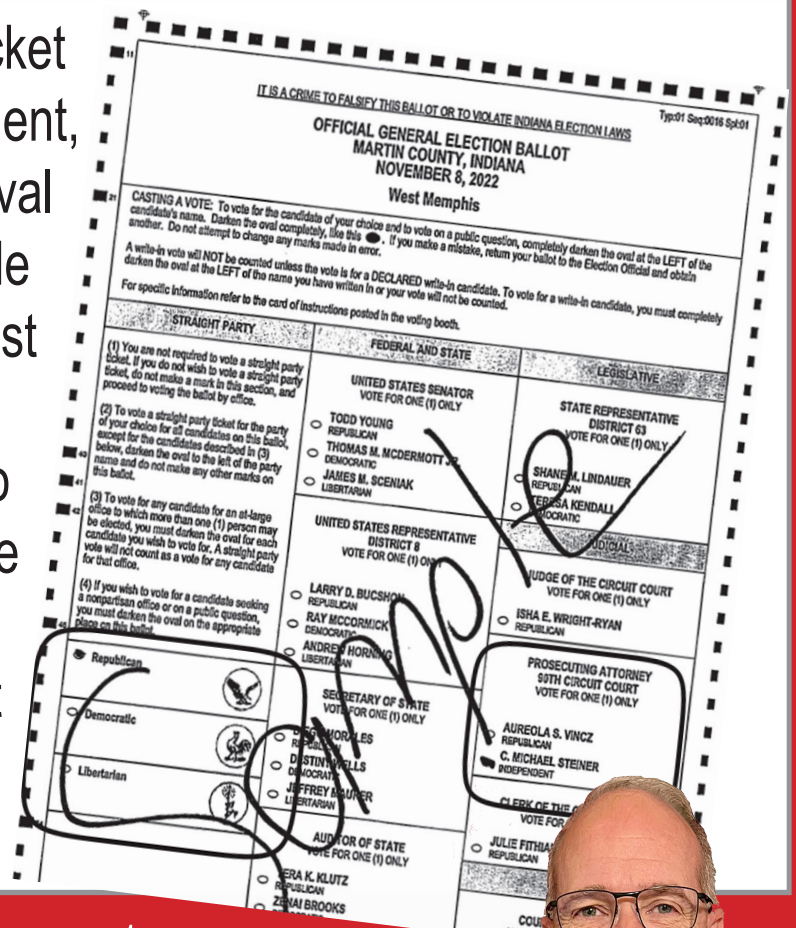 cket
ent,
val
le
st
o
e
t
IT IS A CRIME TO FALSIFY THIS BALLOT OR TO VIOLATE INDIANA ELECTION LAWS
Typ:01 Seq:0016 Spl:01
OFFICIAL GENERAL ELECTION BALLOT
MARTIN COUNTY, INDIANA
NOVEMBER 8, 2022
West Memphis
CASTING A VOTE: To vote for the candidate of your choice and to vote on a public question, completely darken the oval at the LEFT of the
candidate's name. Darken the oval completely, like this . If you make a mistake, return your ballot to the Election Official and obtain
another. Do not attempt to change any marks made in error.
A write-in vote will NOT be counted unless the vote is for a DECLARED write-in candidate. To vote for a write-in candidate, you must completely
darken the oval at the LEFT of the name you have written in or your vote will not be counted.
For specific information refer to the card of instructions posted in the voting booth.
STRAIGHT PARTY
(1) You are not required to vote a straight party
ticket. If you do not wish to vote a straight party
ticket, do not make a mark in this section, and
proceed to voting the ballot by office.
(2) To vote a straight party ticket for the party
of your choice for all candidates on this ballot,
except for the candidates described in (3)
below, darken the oval to the left of the party
name and do not make any other marks on
this ballot.
(3) To vote for any candidate for an at-large
office to which more than one (1) person may
be elected, you must darken the oval for each
candidate you wish to vote for. A straight party
vote will not count as a vote for any candidate
for that office.
(4) If you wish to vote for a candidate seeking
a nonpartisan office or on a public question,
you must darken the oval on the appropriate
place on this ballot.
Republican
Democratic
Libertarian
FEDERAL AND STATE
UNITED STATES SENATOR
VOTE FOR ONE (1) ONLY
TODD YOUNG
REPUBLICAN
THOMAS M. MCDERMOTT JR.
DEMOCRATIC
JAMES M. SCENIAK
LIBERTARIAN
UNITED STATES REPRESENTATIVE
DISTRICT 8
VOTE FOR ONE (1) ONLY
LARRY D. BUCSHON
REPUBLICAN
RAY MCCORMICK
DEMOCRATIC
ANDREW HORNING
LIBERTARIAN
SECRETARY OF STATE
VOTE FOR ONE (1) ONLY
DIEGO MORALES
REPUBLICAN
DESTINY WELLS
DEMOCRATIC
JEFFREY MAURER
LIBERTARIAN
AUDITOR OF STATE
VOTE FOR ONE (1) ONLY
TERA K. KLUTZ
REPUBLICAN
ZENAI BROOKS
LEGISLATIVE
STATE REPRESENTATIVE
DISTRICT 63
VOTE FOR ONE (1) ONLY
SHANE M. LINDAUER
REPUBLICAN
TERESA KENDALL
DEMOCRATIC
JUDICIAL
JUDGE OF THE CIRCUIT COURT
VOTE FOR ONE (1) ONLY
ISHA E. WRIGHT-RYAN
REPUBLICAN
PROSECUTING ATTORNEY
90TH CIRCUIT COURT
VOTE FOR ONE (1) ONLY
AUREOLA S. VINCZ
REPUBLICAN
C. MICHAEL STEINER
INDEPENDENT
CLERK OF THE C
VOTE FOR
JULIE FITHIAN
REPUBLICAN
COU